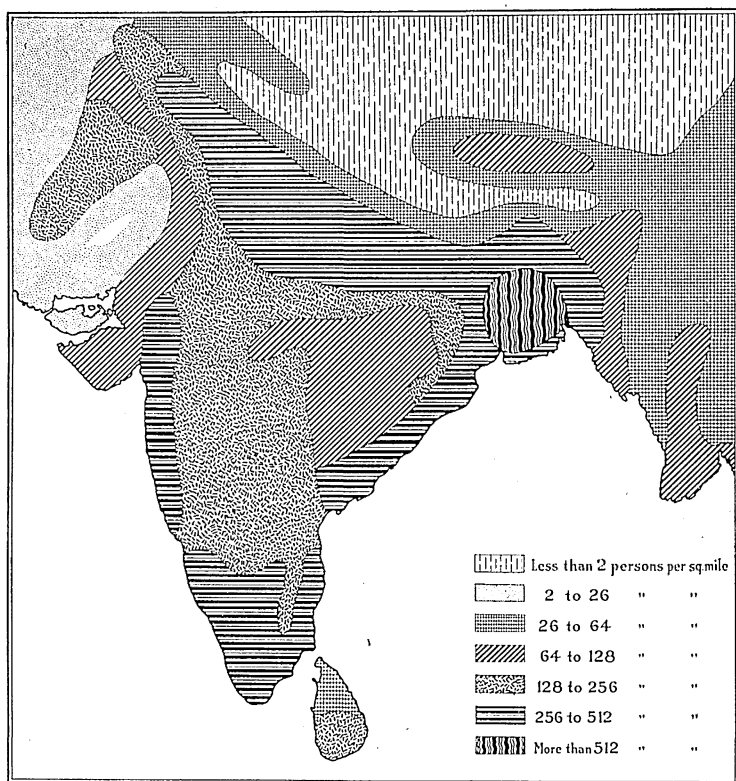 Less than 2 persons per sq.mile
2 to 26 " "
26 to 64 " "
64 to 128 " "
128 to 256 " "
256 to 512 " "
More than 512 " "